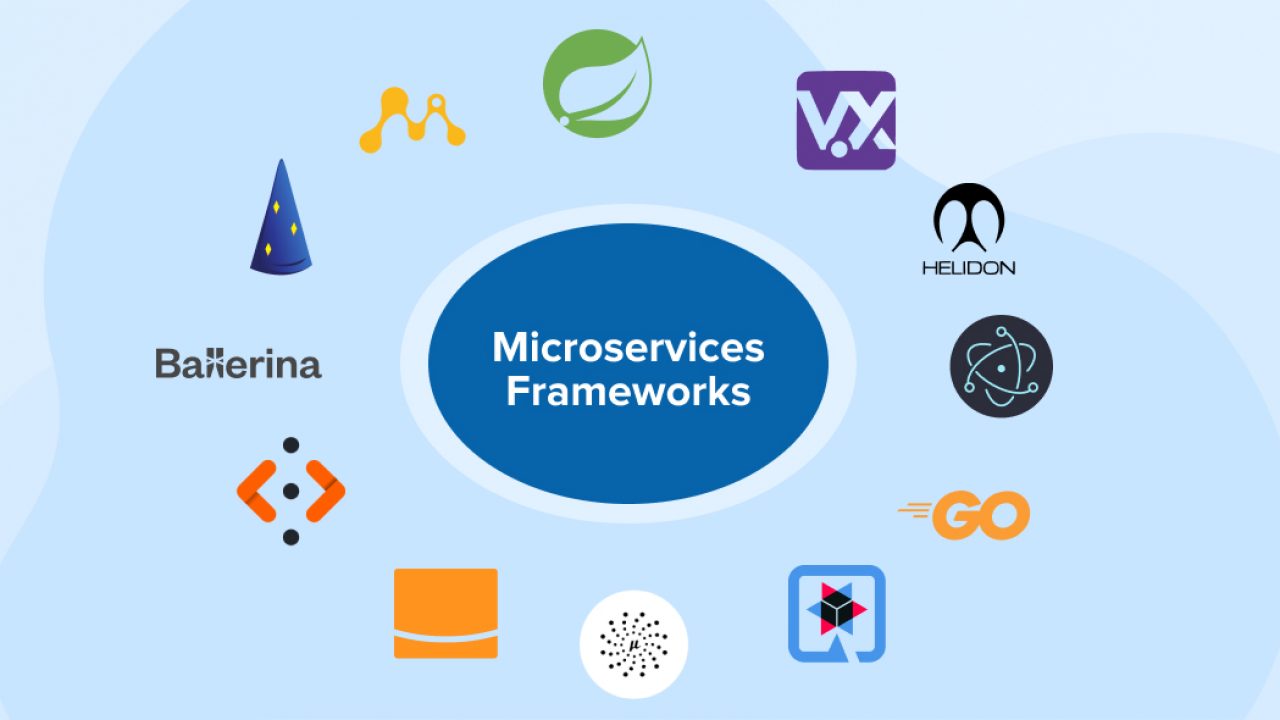 V.X
HELIDON
Microservices
Frameworks
Ballerina
GO
μ